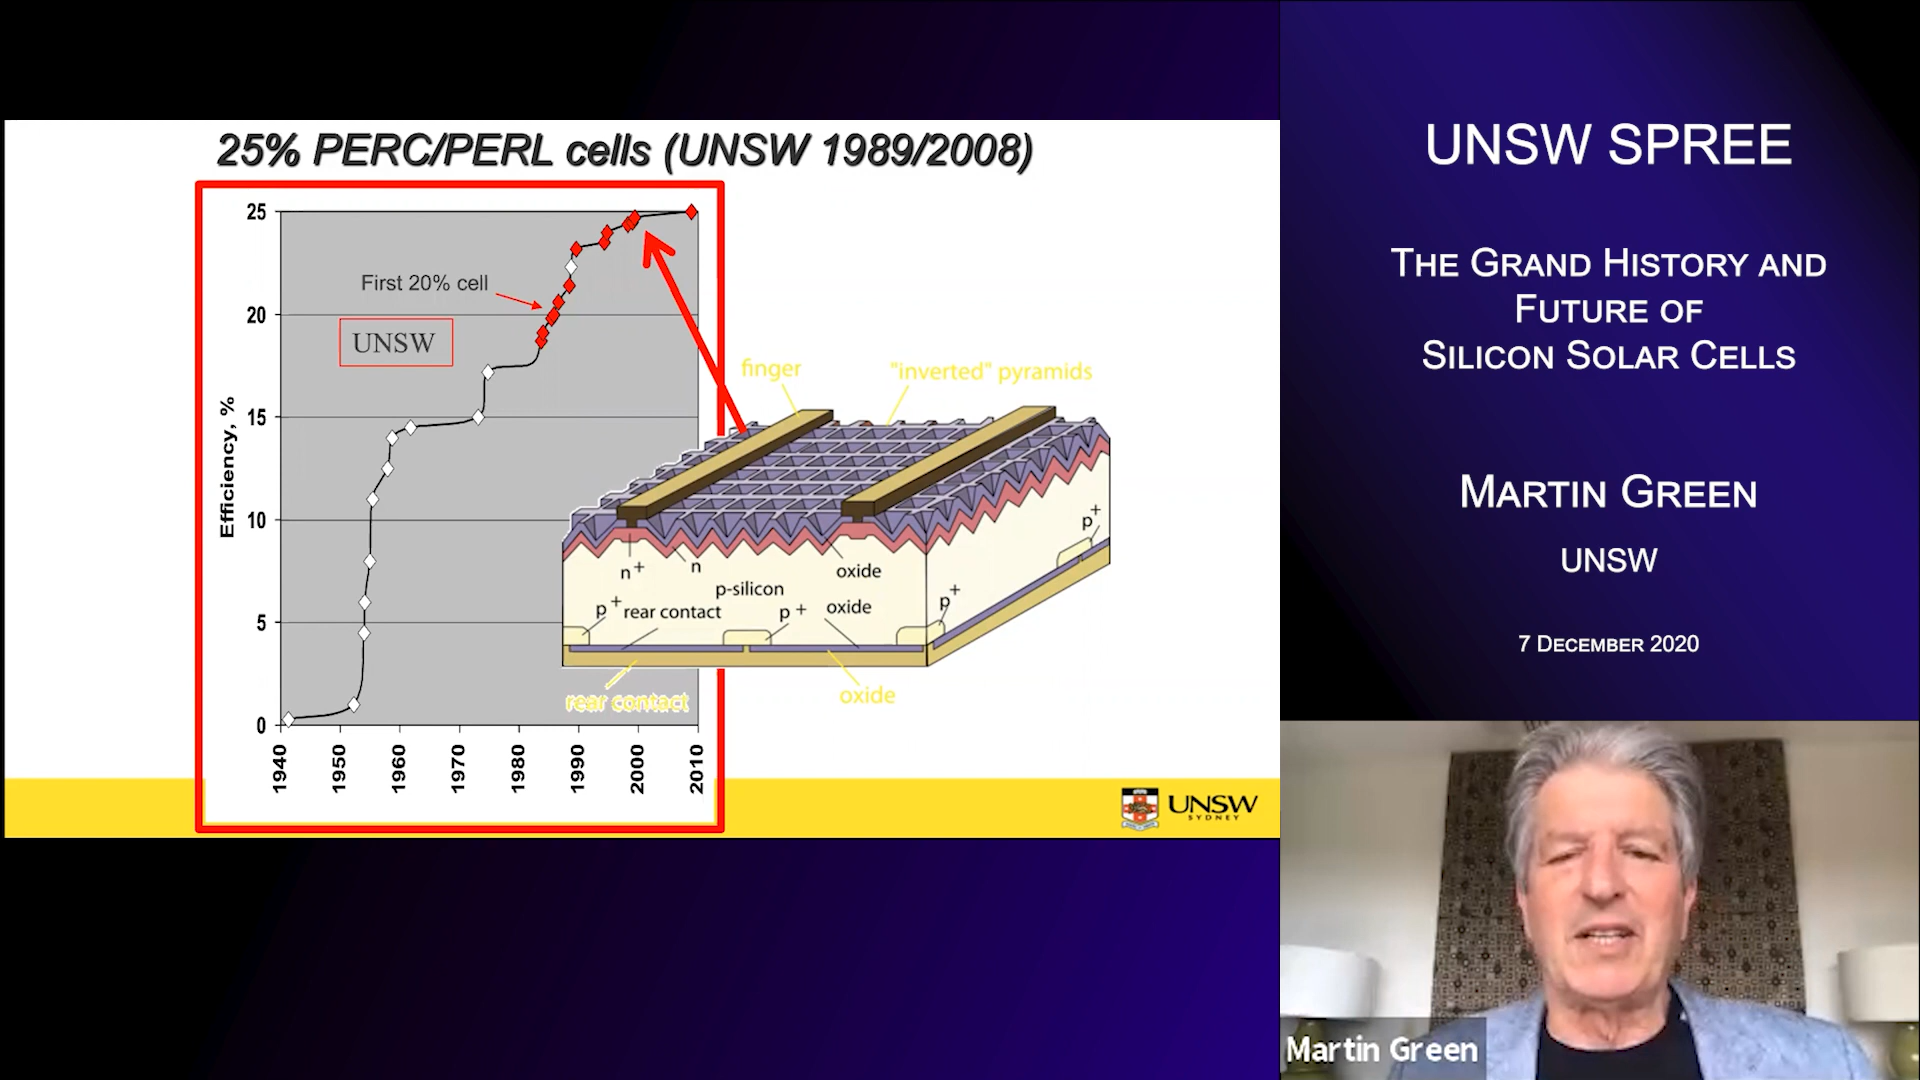 25% PERC/PERL cells (UNSW 1989/2008)
25
20
15
10
5
0
Efficiency, %
1940
1950
1960
1970
1980
1990
2000
2010
First 20% cell
UNSW
finger
"inverted" pyramids
n+
n
oxide
p-silicon
p+
rear contact
p+
oxide
p+
p+
rear contact
oxide
UNSW
SYDNEY
UNSW SPREE
The Grand History and
Future of
Silicon Solar Cells
Martin Green
UNSW
7 December 2020
Martin Green